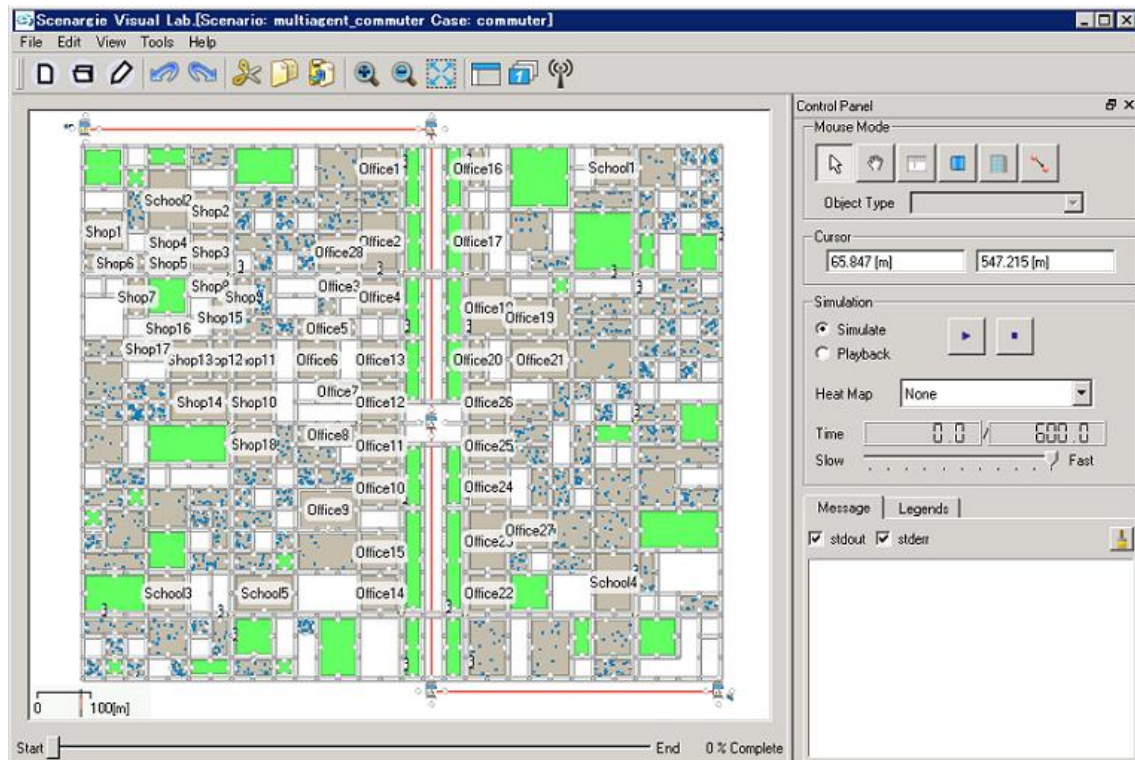 Scenargie Visual Lab.[Scenario: multiagent_commuter Case: commuter]
File Edit View Tools Help
Control Panel
Mouse Mode
Object Type
Cursor
65.847 [m] 547.215 [m]
Simulation
Simulate
Playback
Heat Map None
Time 0.0 / 600.0
Slow Fast
Message Legends
stdout stderr
Office1 Office16 School1
School2 Shop2
Shop1 Shop4 Shop3 Office28 Office2 Office17
Shop6 Shop5
Shop7 Shop8 Shop9 Office3 Office4
Shop16 Shop15 Office5 Office19
Shop17 Shop13 Shop11 Office6 Office13 Office20 Office21
Office7
Shop14 Shop10 Office12 Office26
Shop18 Office8 Office11 Office25
Office10 Office24
Office9
Office27
Office15
School3 School5 Office14 Office22 School4
0 100[m]
Start End 0 % Complete